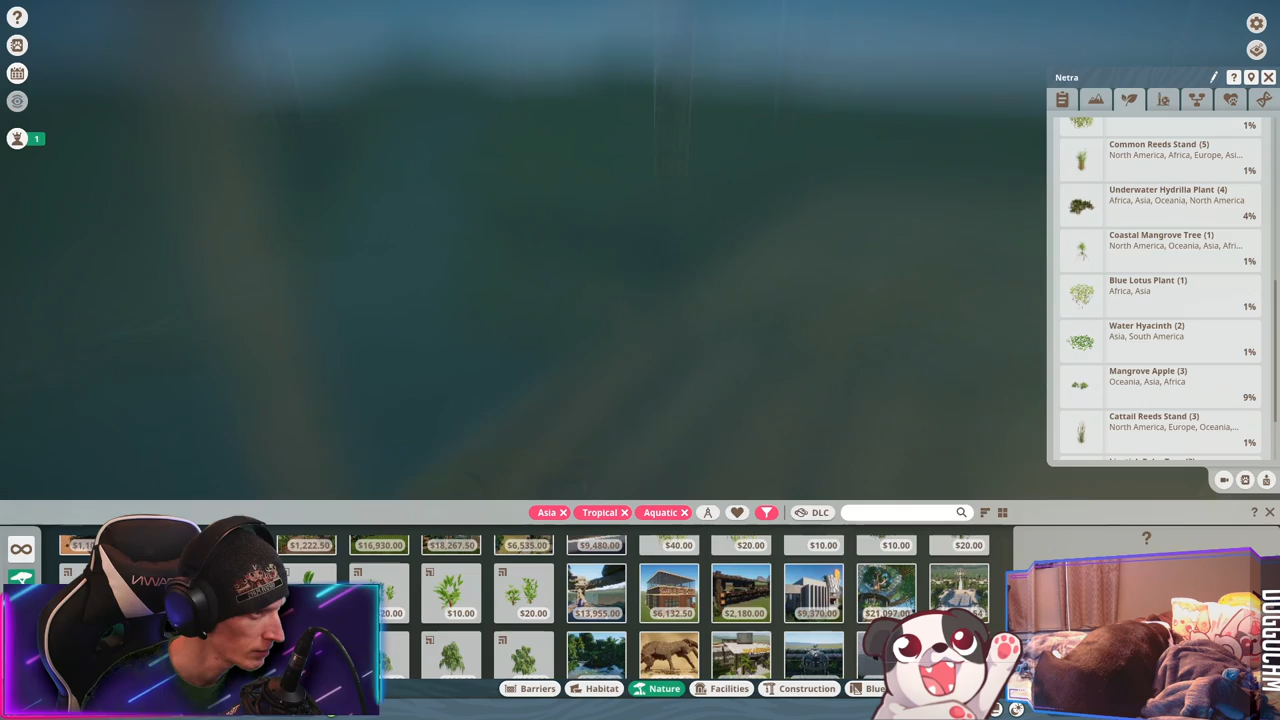 ?
1
Netra
?
1%
Common Reeds Stand (5)
North America, Africa, Europe, Asi...
1%
Underwater Hydrilla Plant (4)
Africa, Asia, Oceania, North America
4%
Coastal Mangrove Tree (1)
North America, Oceania, Asia, Afri...
1%
Blue Lotus Plant (1)
Africa, Asia
1%
Water Hyacinth (2)
Asia, South America
1%
Mangrove Apple (3)
Oceania, Asia, Africa
9%
Cattail Reeds Stand (3)
North America, Europe, Oceania,...
1%
Asia
Tropical
Aquatic
DLC
?
?
$1,222.50
$16,930.00
$18,267.50
$6,535.00
$9,480.00
$40.00
$20.00
$10.00
$10.00
$20.00
$10.00
$20.00
$13,955.00
$6,132.50
$2,180.00
$9,370.00
$21,097.00
Barriers
Habitat
Nature
Facilities
Construction
Blue
DOGGOCAM